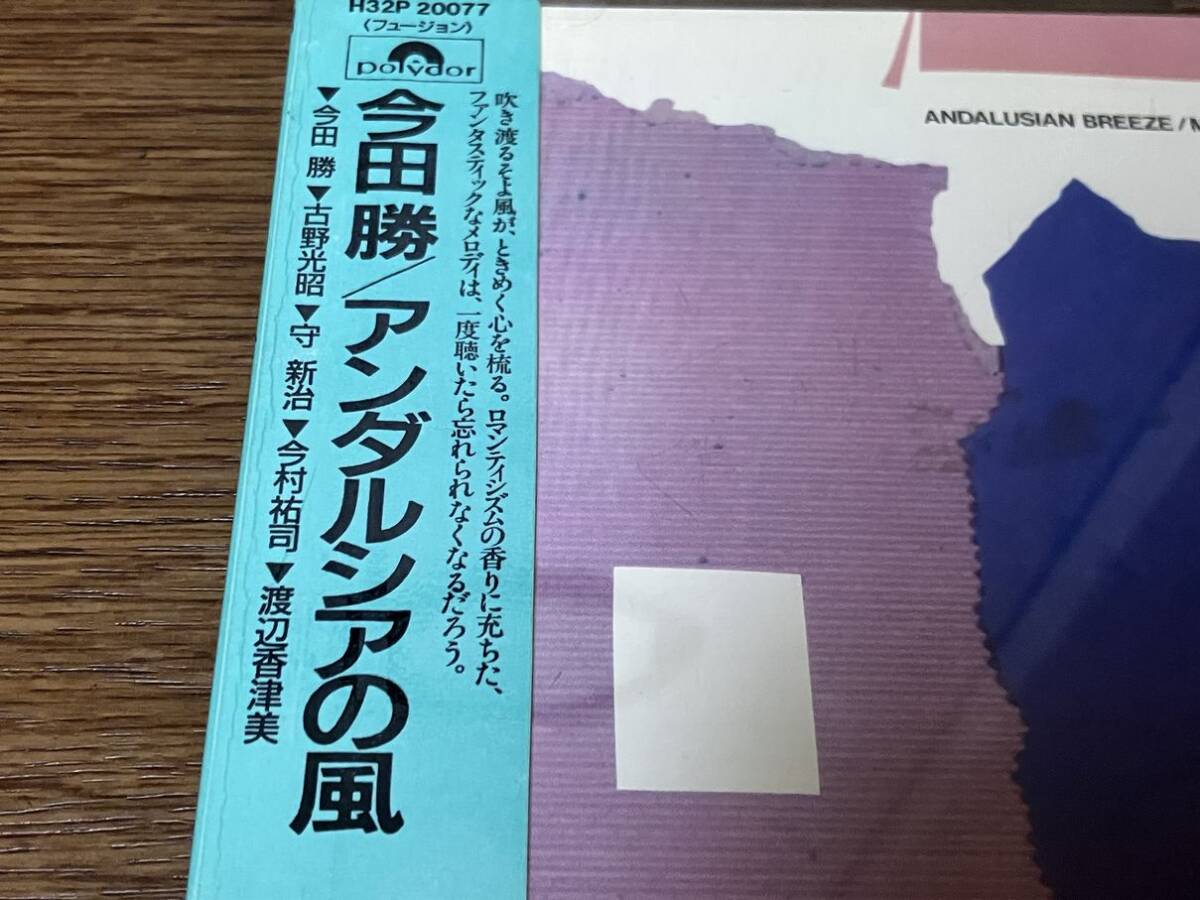 H32P 20077
(フュージョン)
polydor
吹き渡るそよ風が、ときめく心を梳る。ロマンティシズムの香りに充ちた、
ファンタスティックなメロディは、一度聴いたら忘れられなくなるだろう。
今田 勝/アンダルシアの風
▼今田 勝▼古野光昭▼守 新治▼今村祐司▼渡辺香津美
ANDALUSIAN BREEZE / M